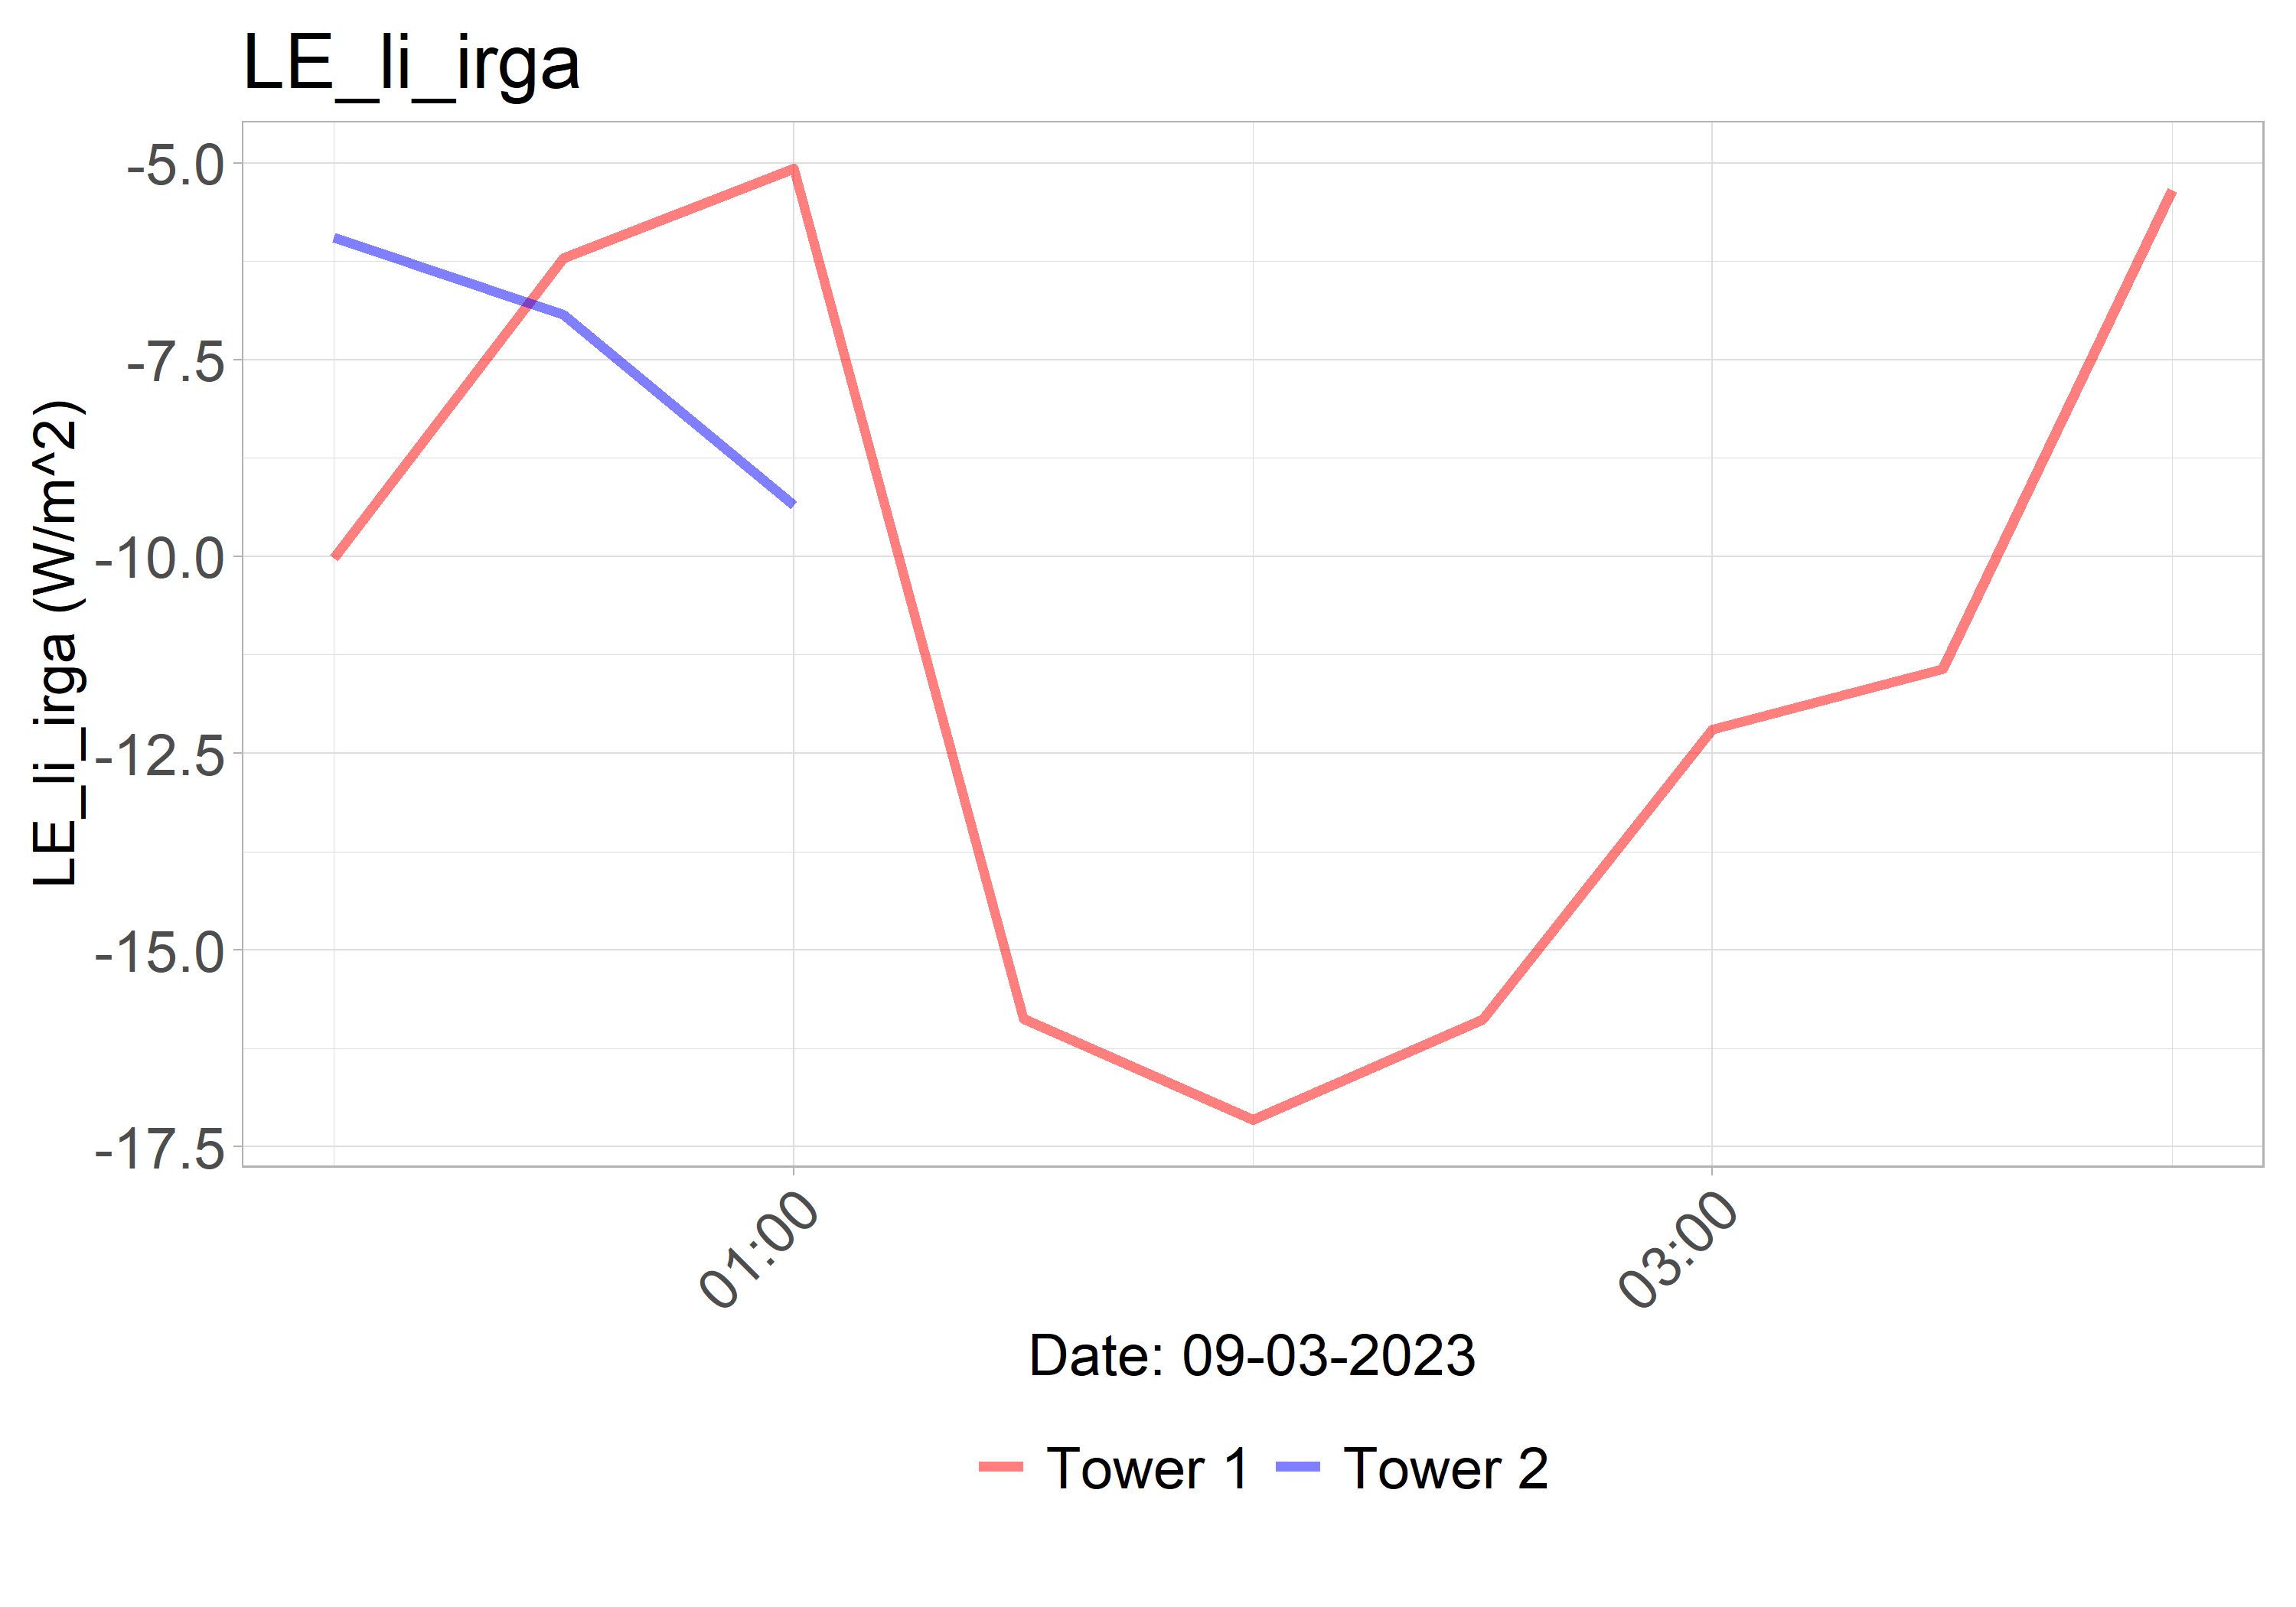 LE_li_irga
LE_li_irga (W/m^2)
-5.0
-7.5
-10.0
-12.5
-15.0
-17.5
01:00
03:00
Date: 09-03-2023
Tower 1
Tower 2